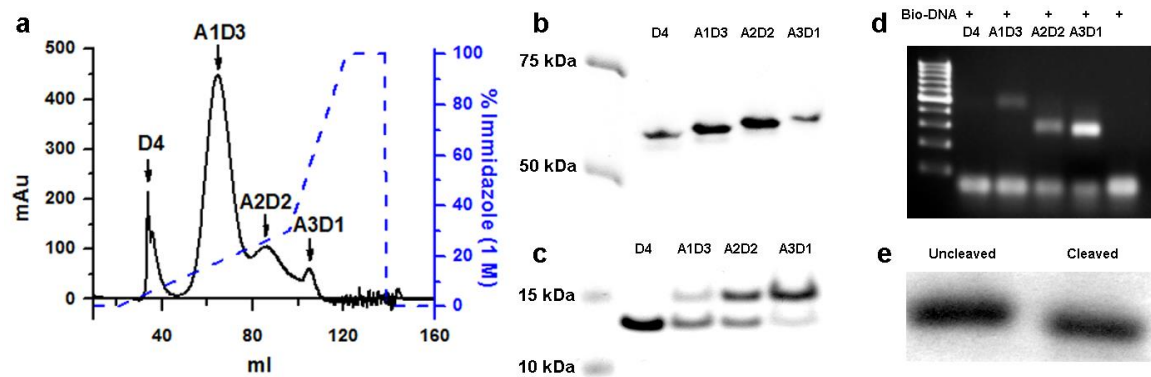 a
A1D3
D4
A2D2
A3D1
500
400
300
200
100
0
mAu
40
80
120
160
ml
100
80
60
40
20
0
% Immidazole (1 M)
b
D4 A1D3 A2D2 A3D1
75 kDa
50 kDa
c
D4 A1D3 A2D2 A3D1
15 kDa
10 kDa
d
Bio-DNA + + + + +
D4 A1D3 A2D2 A3D1
e
Uncleaved Cleaved